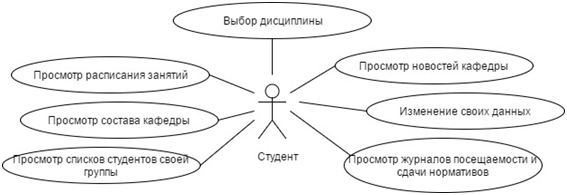 Выбор дисциплины
Просмотр расписания занятий
Просмотр новостей кафедры
Просмотр состава кафедры
Изменение своих данных
Просмотр списков студентов своей
группы
Студент
Просмотр журналов посещаемости и
сдачи нормативов